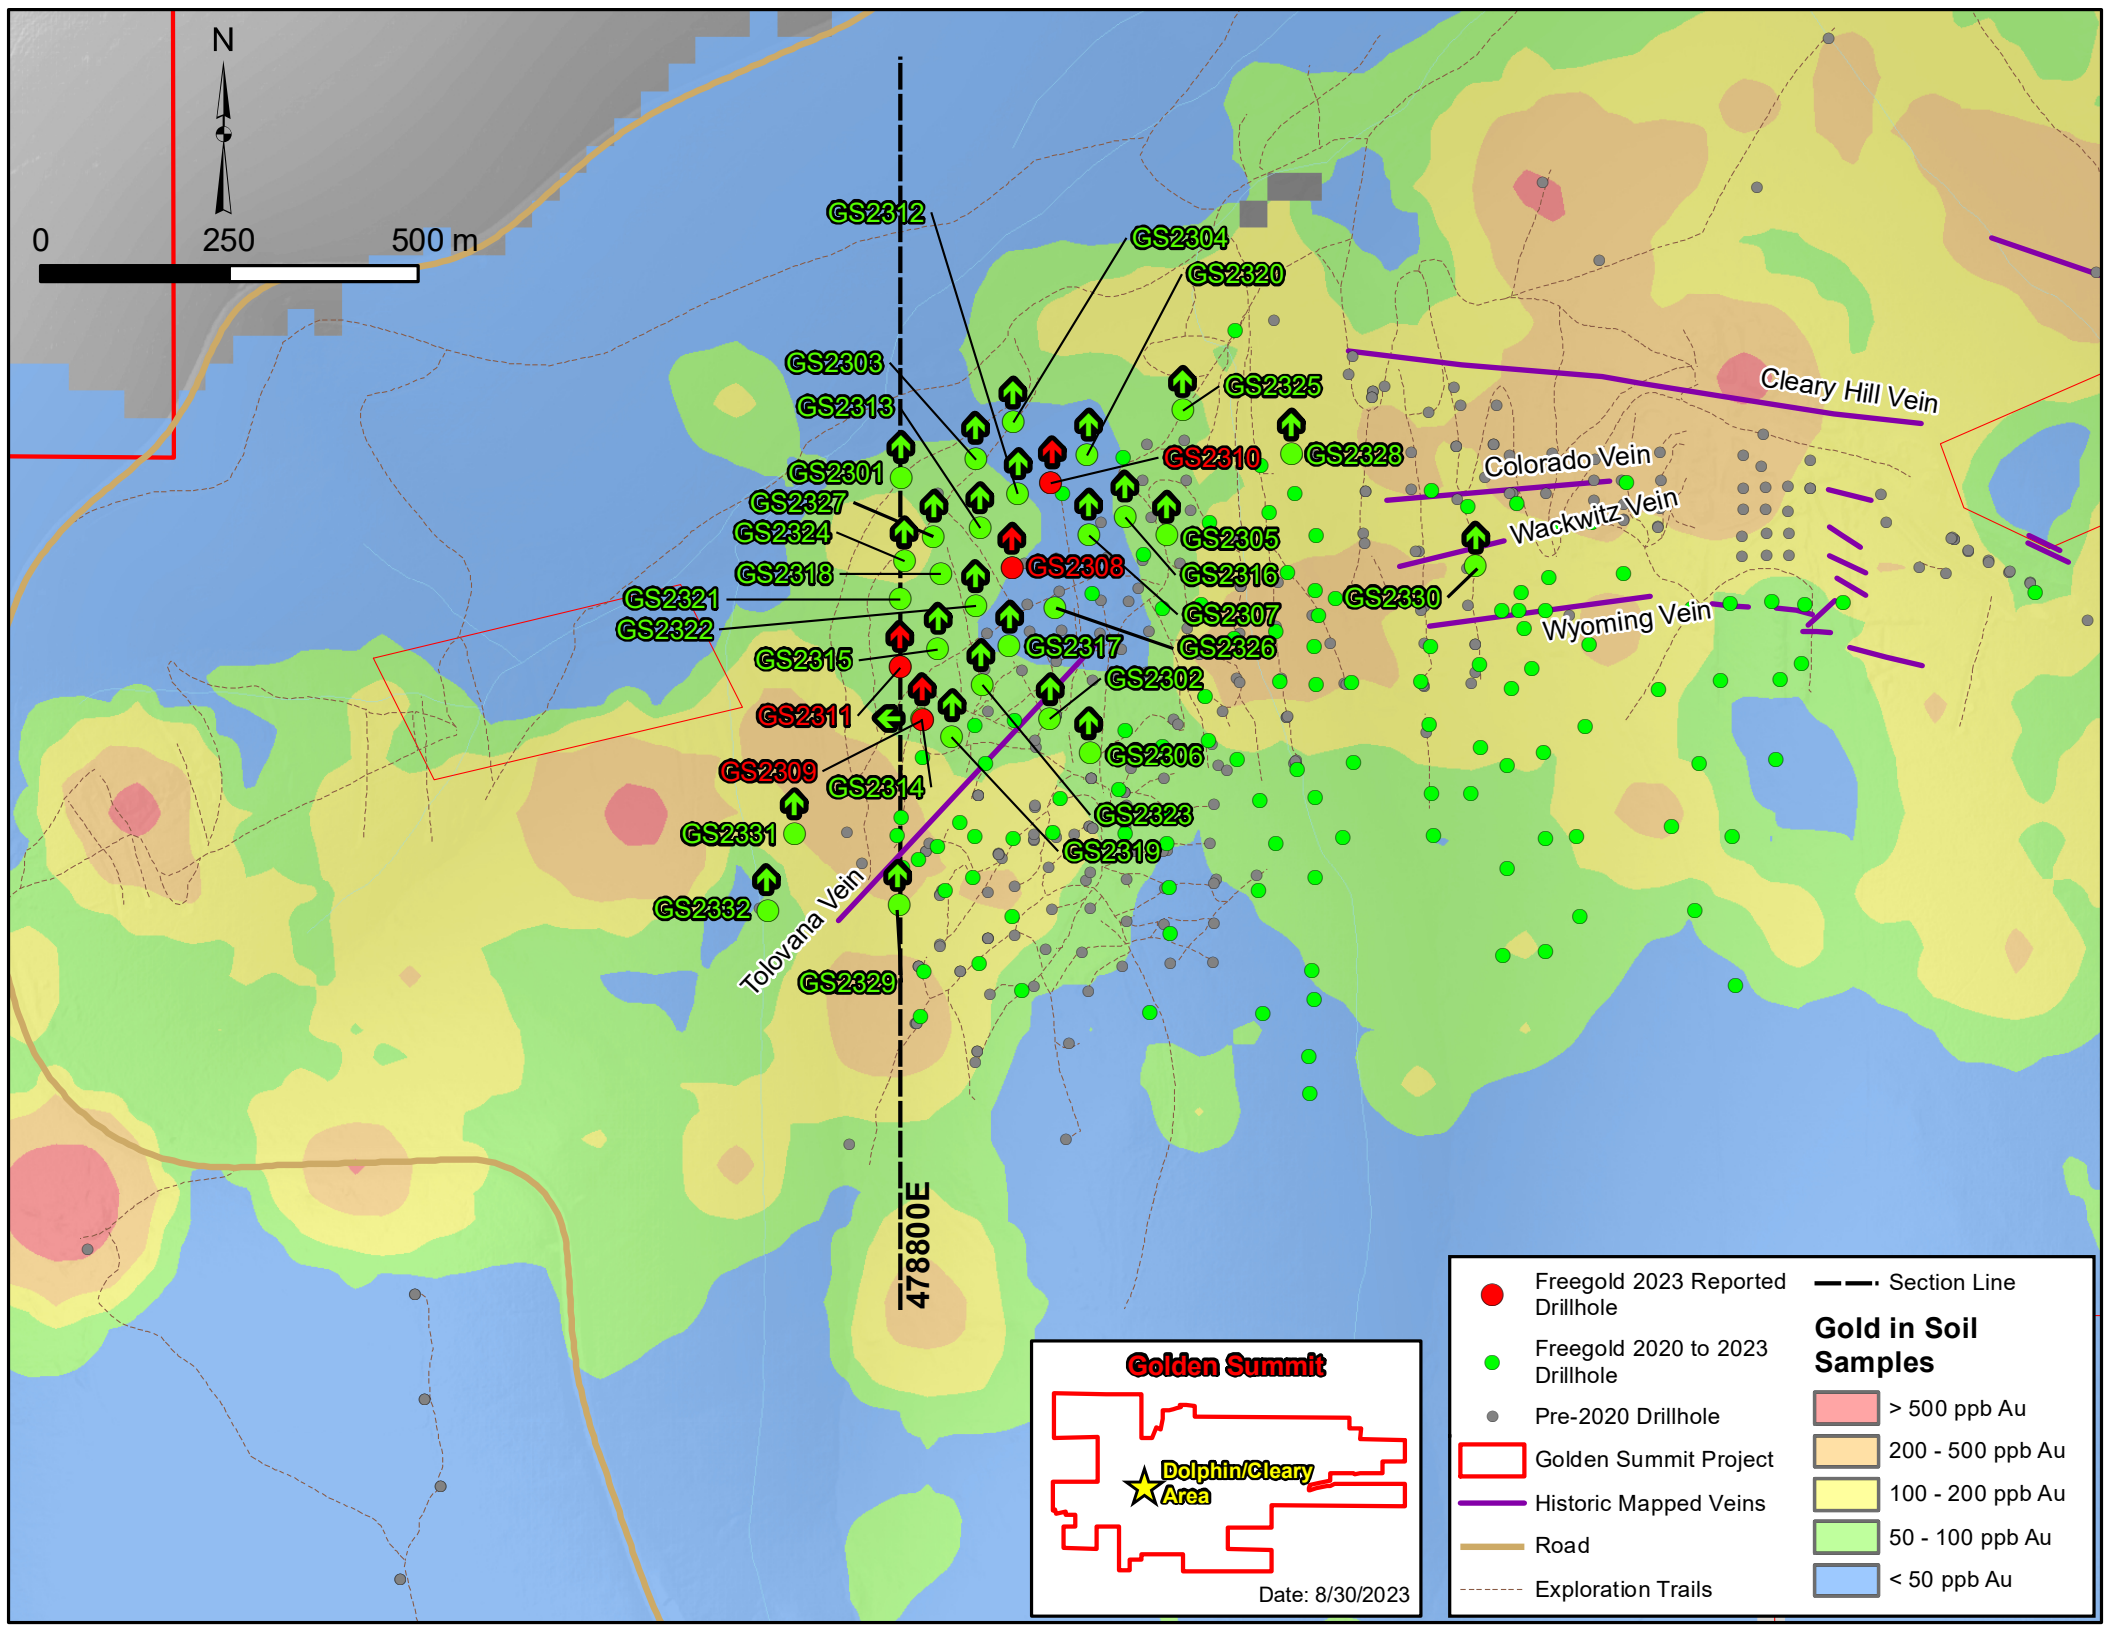 N
0 250 500 m
GS2312
GS2304
GS2320
GS2303
GS2325
GS2313
Cleary Hill Vein
GS2301
GS2310
GS2328
Colorado Vein
GS2327
Wackwitz Vein
GS2324
GS2305
GS2318
GS2308
GS2316
GS2321
GS2330
GS2307
Wyoming Vein
GS2322
GS2317
GS2326
GS2315
GS2302
GS2311
GS2306
GS2309
GS2314
GS2323
GS2331
GS2319
GS2332
Tolovana Vein
GS2329
478800E
Golden Summit
Dolphin/Cleary
Area
Date: 8/30/2023
Freegold 2023 Reported
Drillhole
Freegold 2020 to 2023
Drillhole
Pre-2020 Drillhole
Golden Summit Project
Historic Mapped Veins
Road
Exploration Trails
Section Line
Gold in Soil
Samples
> 500 ppb Au
200 - 500 ppb Au
100 - 200 ppb Au
50 - 100 ppb Au
< 50 ppb Au